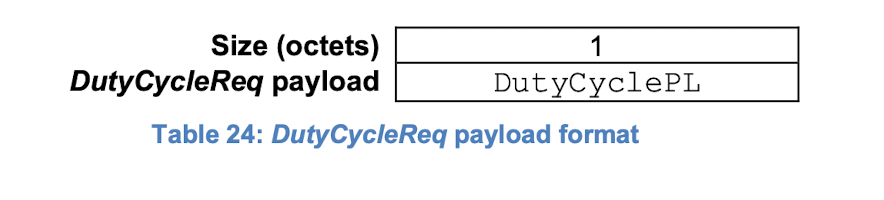 Size (octets) 1
DutyCycleReq payload DutyCyclePL
Table 24: DutyCycleReq payload format